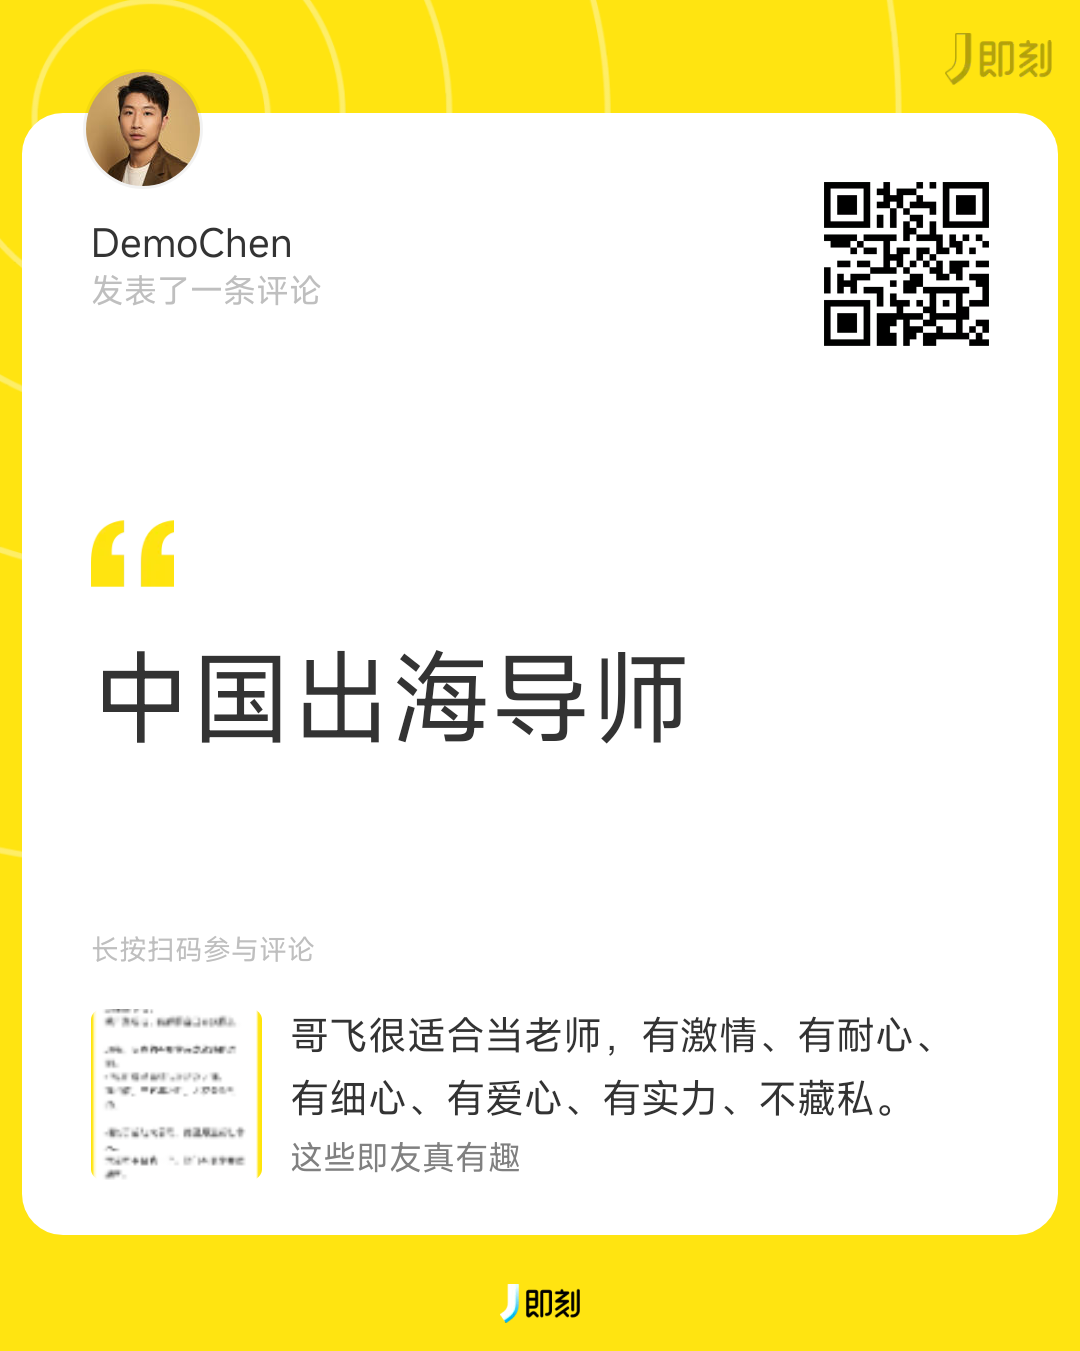 即刻
DemoChen
发表了一条评论
中国出海导师
长按扫码参与评论
哥飞很适合当老师，有激情、有耐心、
有细心、有爱心、有实力、不藏私。
这些即友真有趣
即刻